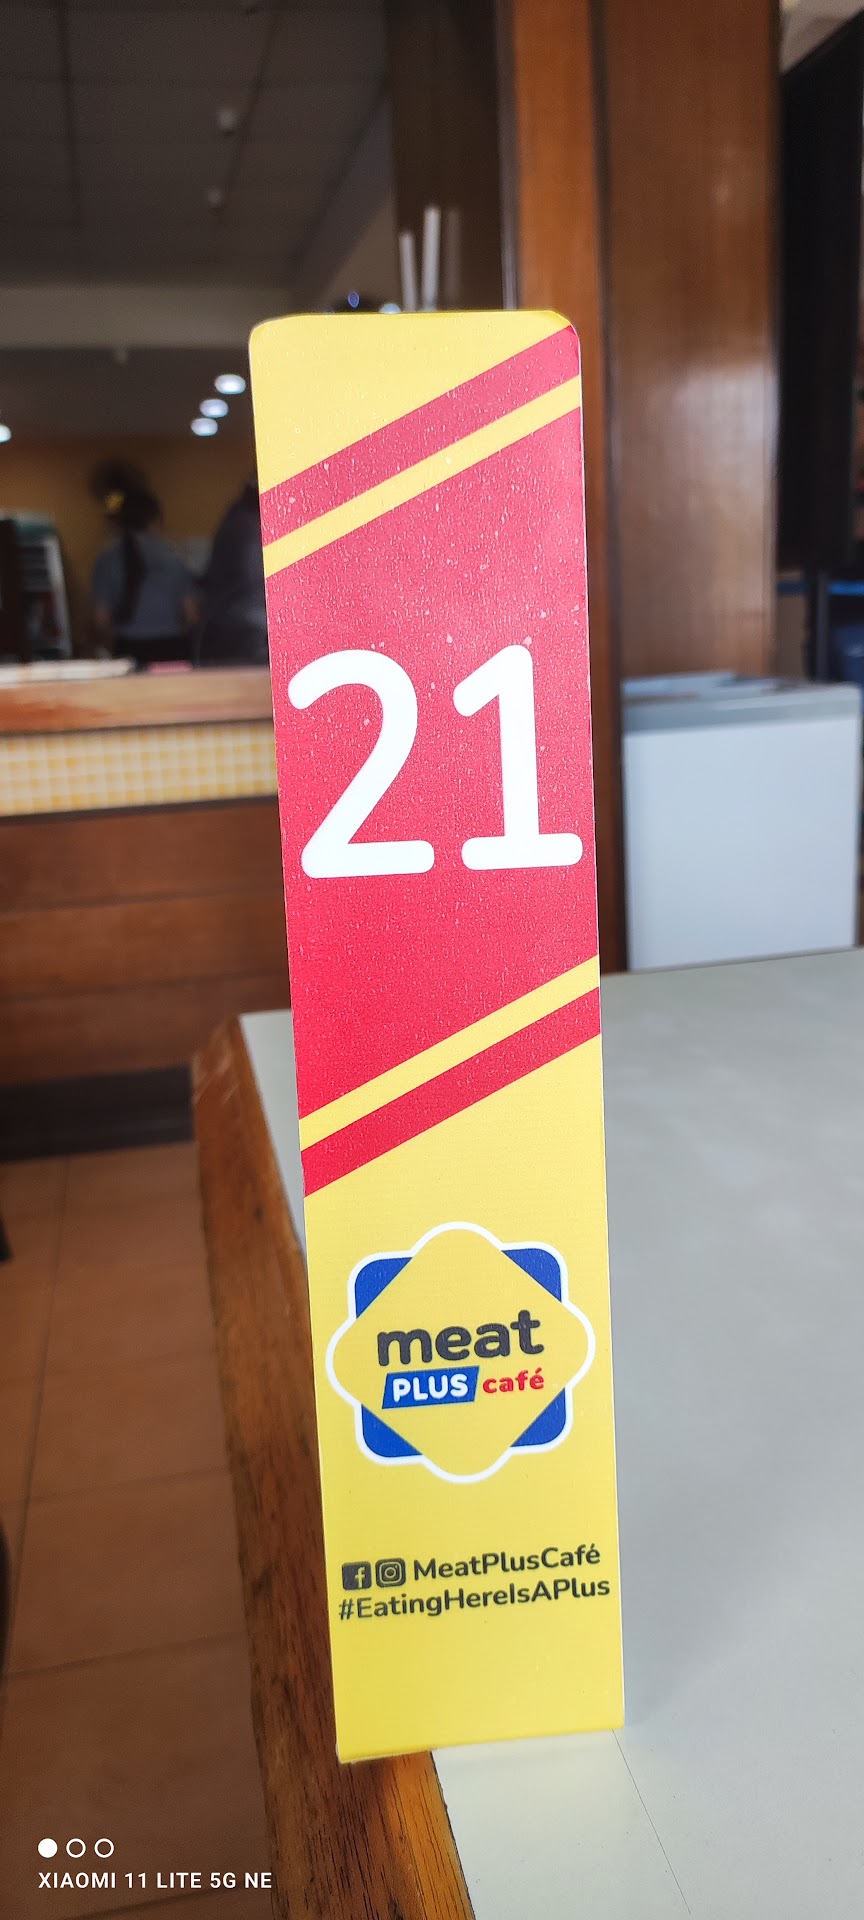 21
meat
PLUS café
MeatPlusCafé
#EatingHereIsAPlus
XIAOMI 11 LITE 5G NE